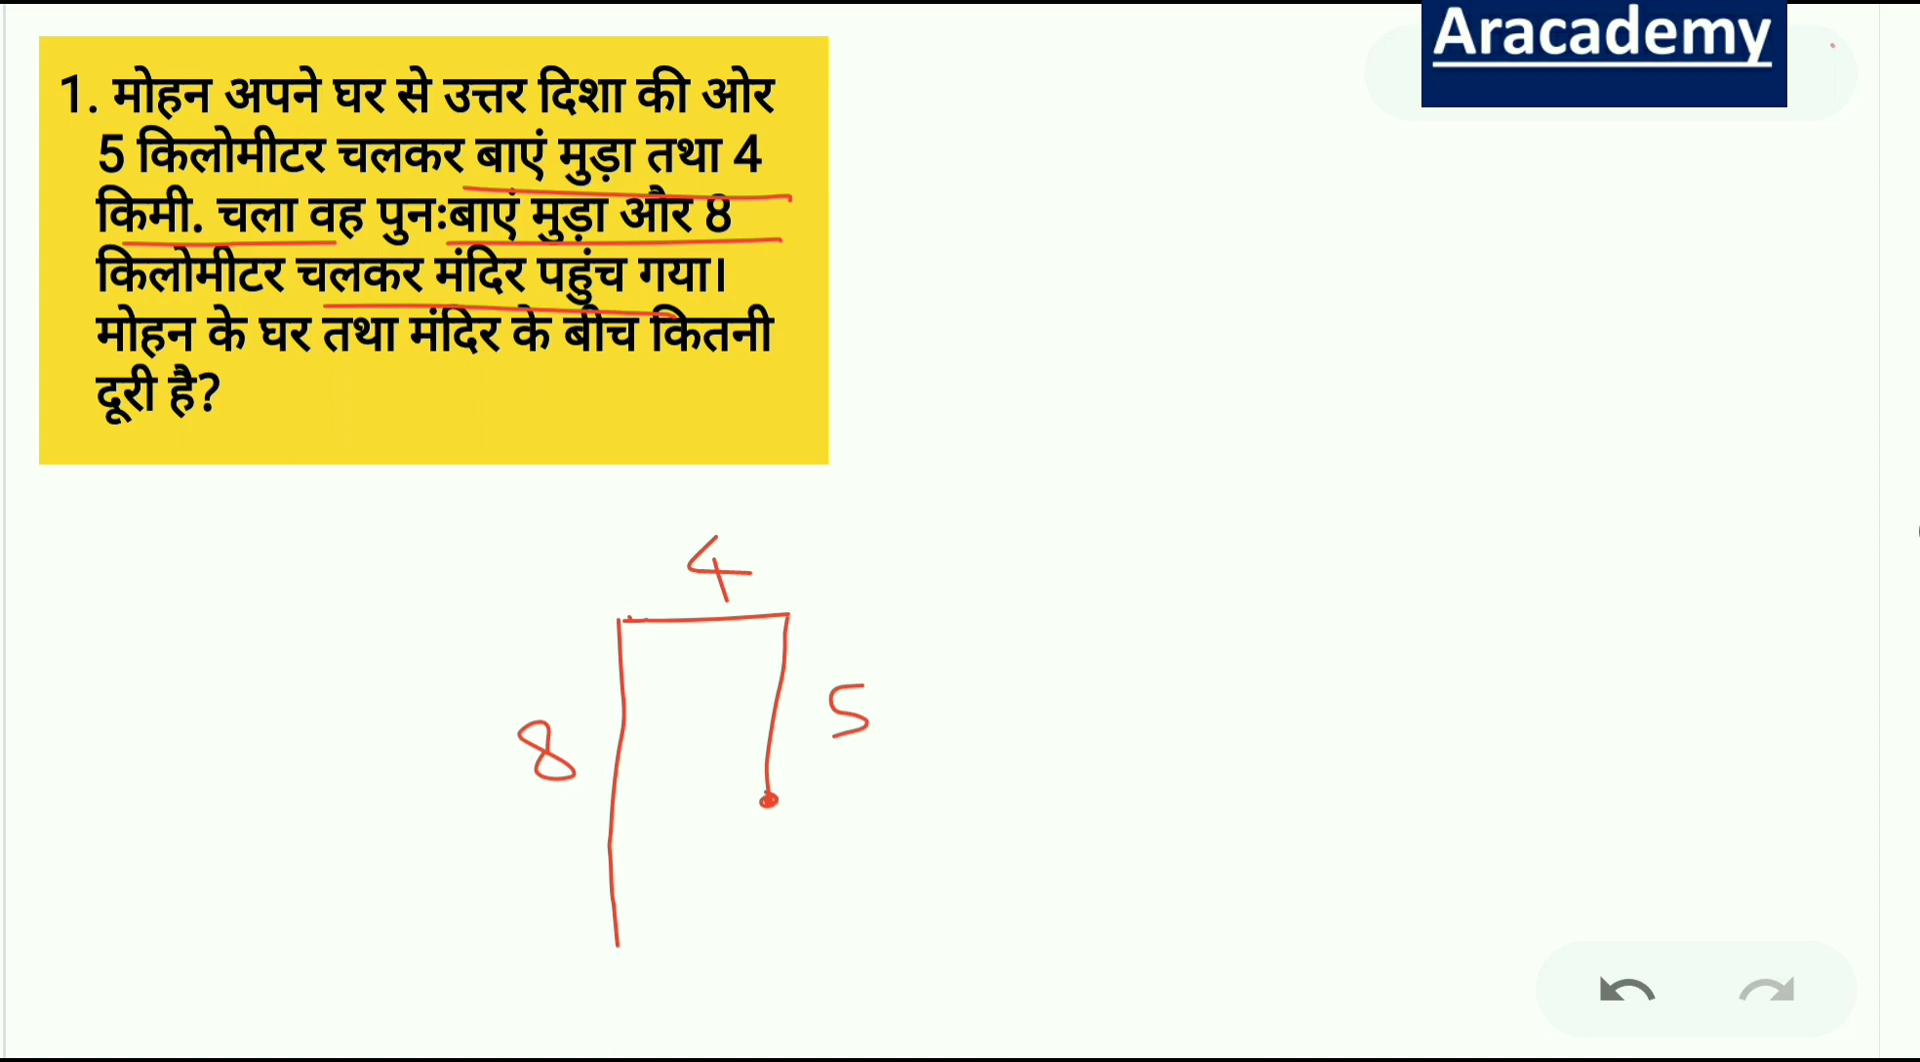 Aracademy
1. मोहन अपने घर से उत्तर दिशा की ओर
5 किलोमीटर चलकर बाएं मुड़ा तथा 4
किमी. चला वह पुनःबाएं मुड़ा और 8
किलोमीटर चलकर मंदिर पहुंच गया।
मोहन के घर तथा मंदिर के बीच कितनी
दूरी है?
4
5
8